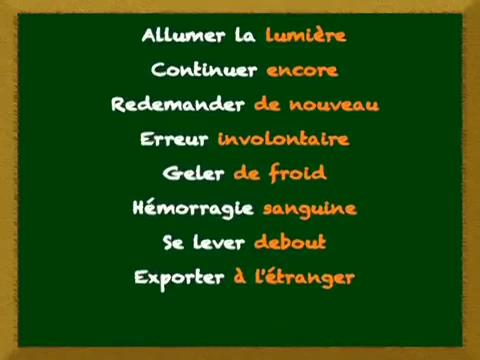 Allumer la lumière
Continuer encore
Redemander de nouveau
Erreur involontaire
Geler de froid
Hémorragie sanguine
Se lever debout
Exporter à l'étranger